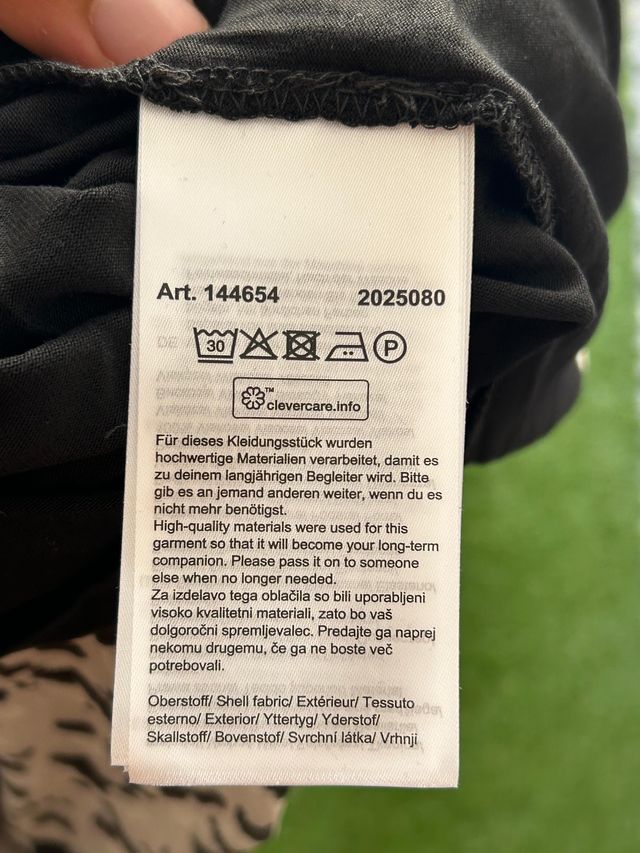 Art. 144654 2025080
30 P
clevercare.info™
Für dieses Kleidungsstück wurden
hochwertige Materialien verarbeitet, damit es
zu deinem langjährigen Begleiter wird. Bitte
gib es an jemand anderen weiter, wenn du es
nicht mehr benötigst.
High-quality materials were used for this
garment so that it will become your long-term
companion. Please pass it on to someone
else when no longer needed.
Za izdelavo tega oblačila so bili uporabljeni
visoko kvalitetni materiali, zato bo vaš
dolgoročni spremljevalec. Predajte ga naprej
nekomu drugemu, če ga ne boste več
potrebovali.
Oberstoff/ Shell fabric/ Extérieur/ Tessuto
esterno/ Exterior/ Yttertyg/ Yderstof/
Skallstoff/ Bovenstof/ Svrchní látka/ Vrhnji